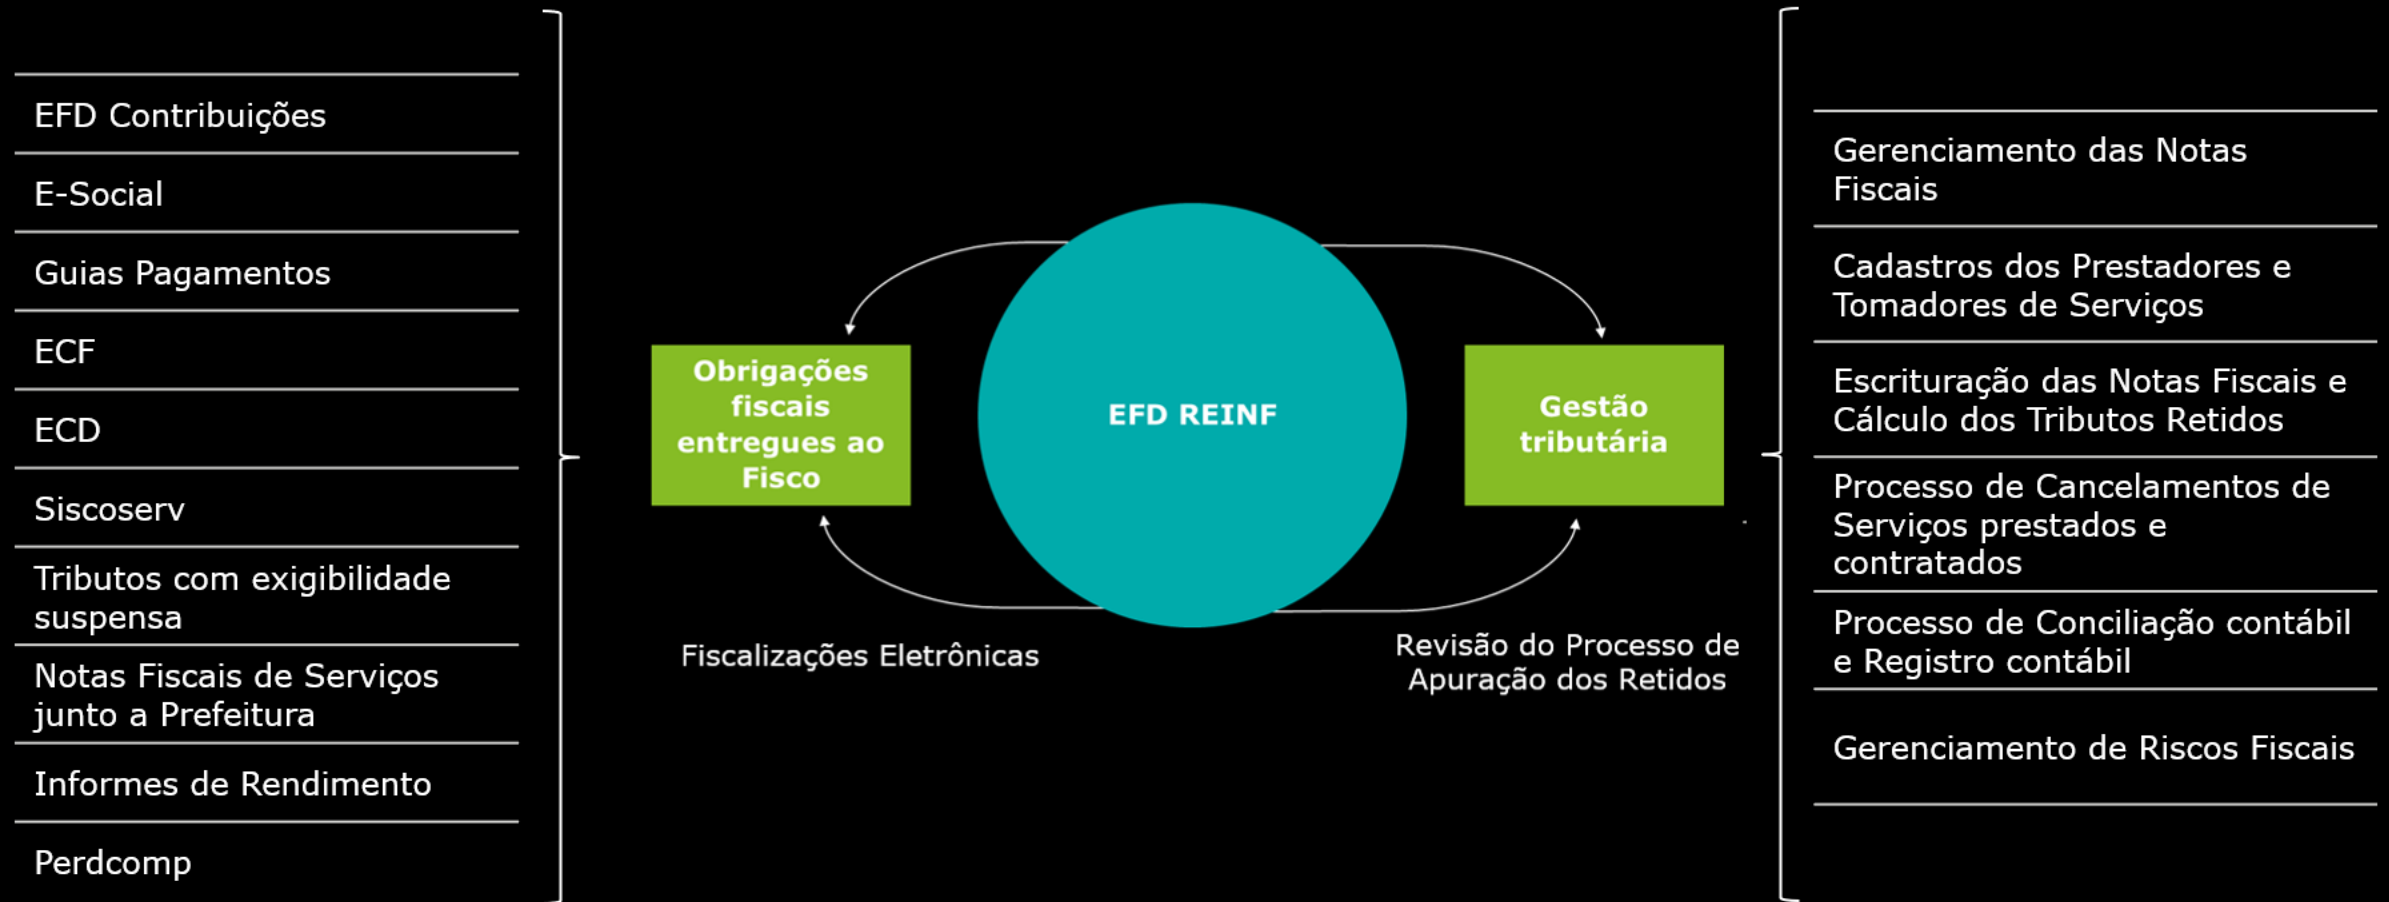 EFD Contribuições
E-Social
Guias Pagamentos
ECF
ECD
Siscoserv
Tributos com exigibilidade
suspensa
Notas Fiscais de Serviços
junto a Prefeitura
Informes de Rendimento
Perdcomp
Obrigações
fiscais
entregues ao
Fisco
Fiscalizações Eletrônicas
EFD REINF
Gestão
tributária
Revisão do Processo de
Apuração dos Retidos
Gerenciamento das Notas
Fiscais
Cadastros dos Prestadores e
Tomadores de Serviços
Escrituração das Notas Fiscais e
Cálculo dos Tributos Retidos
Processo de Cancelamentos de
Serviços prestados e
contratados
Processo de Conciliação contábil
e Registro contábil
Gerenciamento de Riscos Fiscais